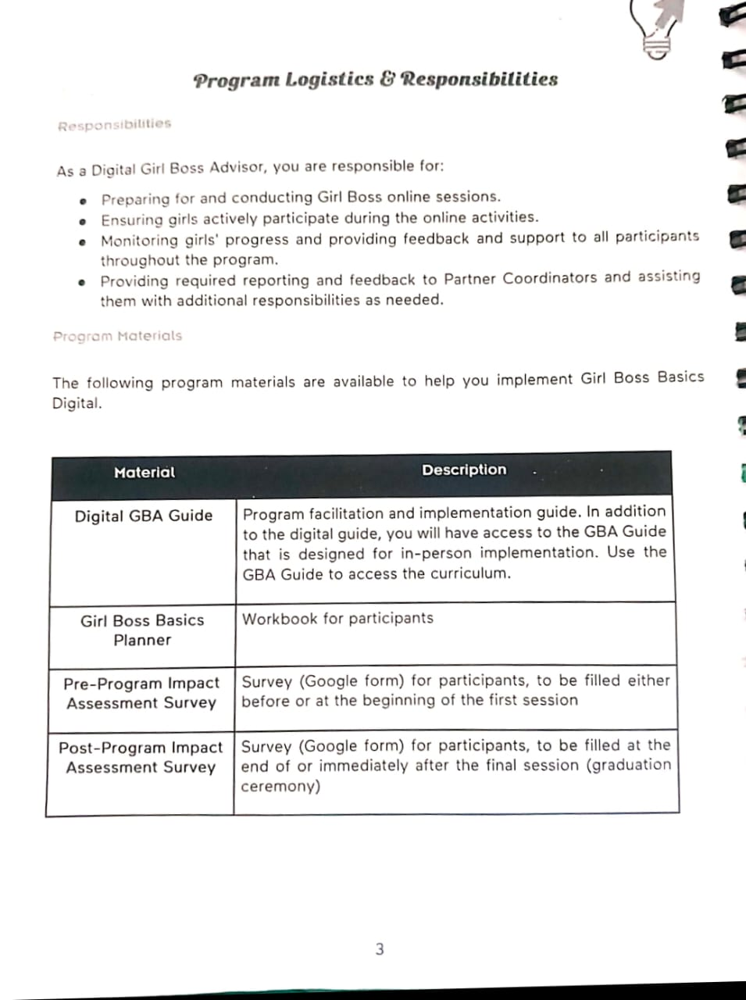 Program Logistics & Responsibilities
Responsibilities
As a Digital Girl Boss Advisor, you are responsible for:
• Preparing for and conducting Girl Boss online sessions.
• Ensuring girls actively participate during the online activities.
• Monitoring girls' progress and providing feedback and support to all participants
throughout the program.
• Providing required reporting and feedback to Partner Coordinators and assisting
them with additional responsibilities as needed.
Program Materials
The following program materials are available to help you implement Girl Boss Basics
Digital.
Material
Description
Digital GBA Guide
Program facilitation and implementation guide. In addition
to the digital guide, you will have access to the GBA Guide
that is designed for in-person implementation. Use the
GBA Guide to access the curriculum.
Girl Boss Basics
Planner
Workbook for participants
Pre-Program Impact
Assessment Survey
Survey (Google form) for participants, to be filled either
before or at the beginning of the first session
Post-Program Impact
Assessment Survey
Survey (Google form) for participants, to be filled at the
end of or immediately after the final session (graduation
ceremony)
3